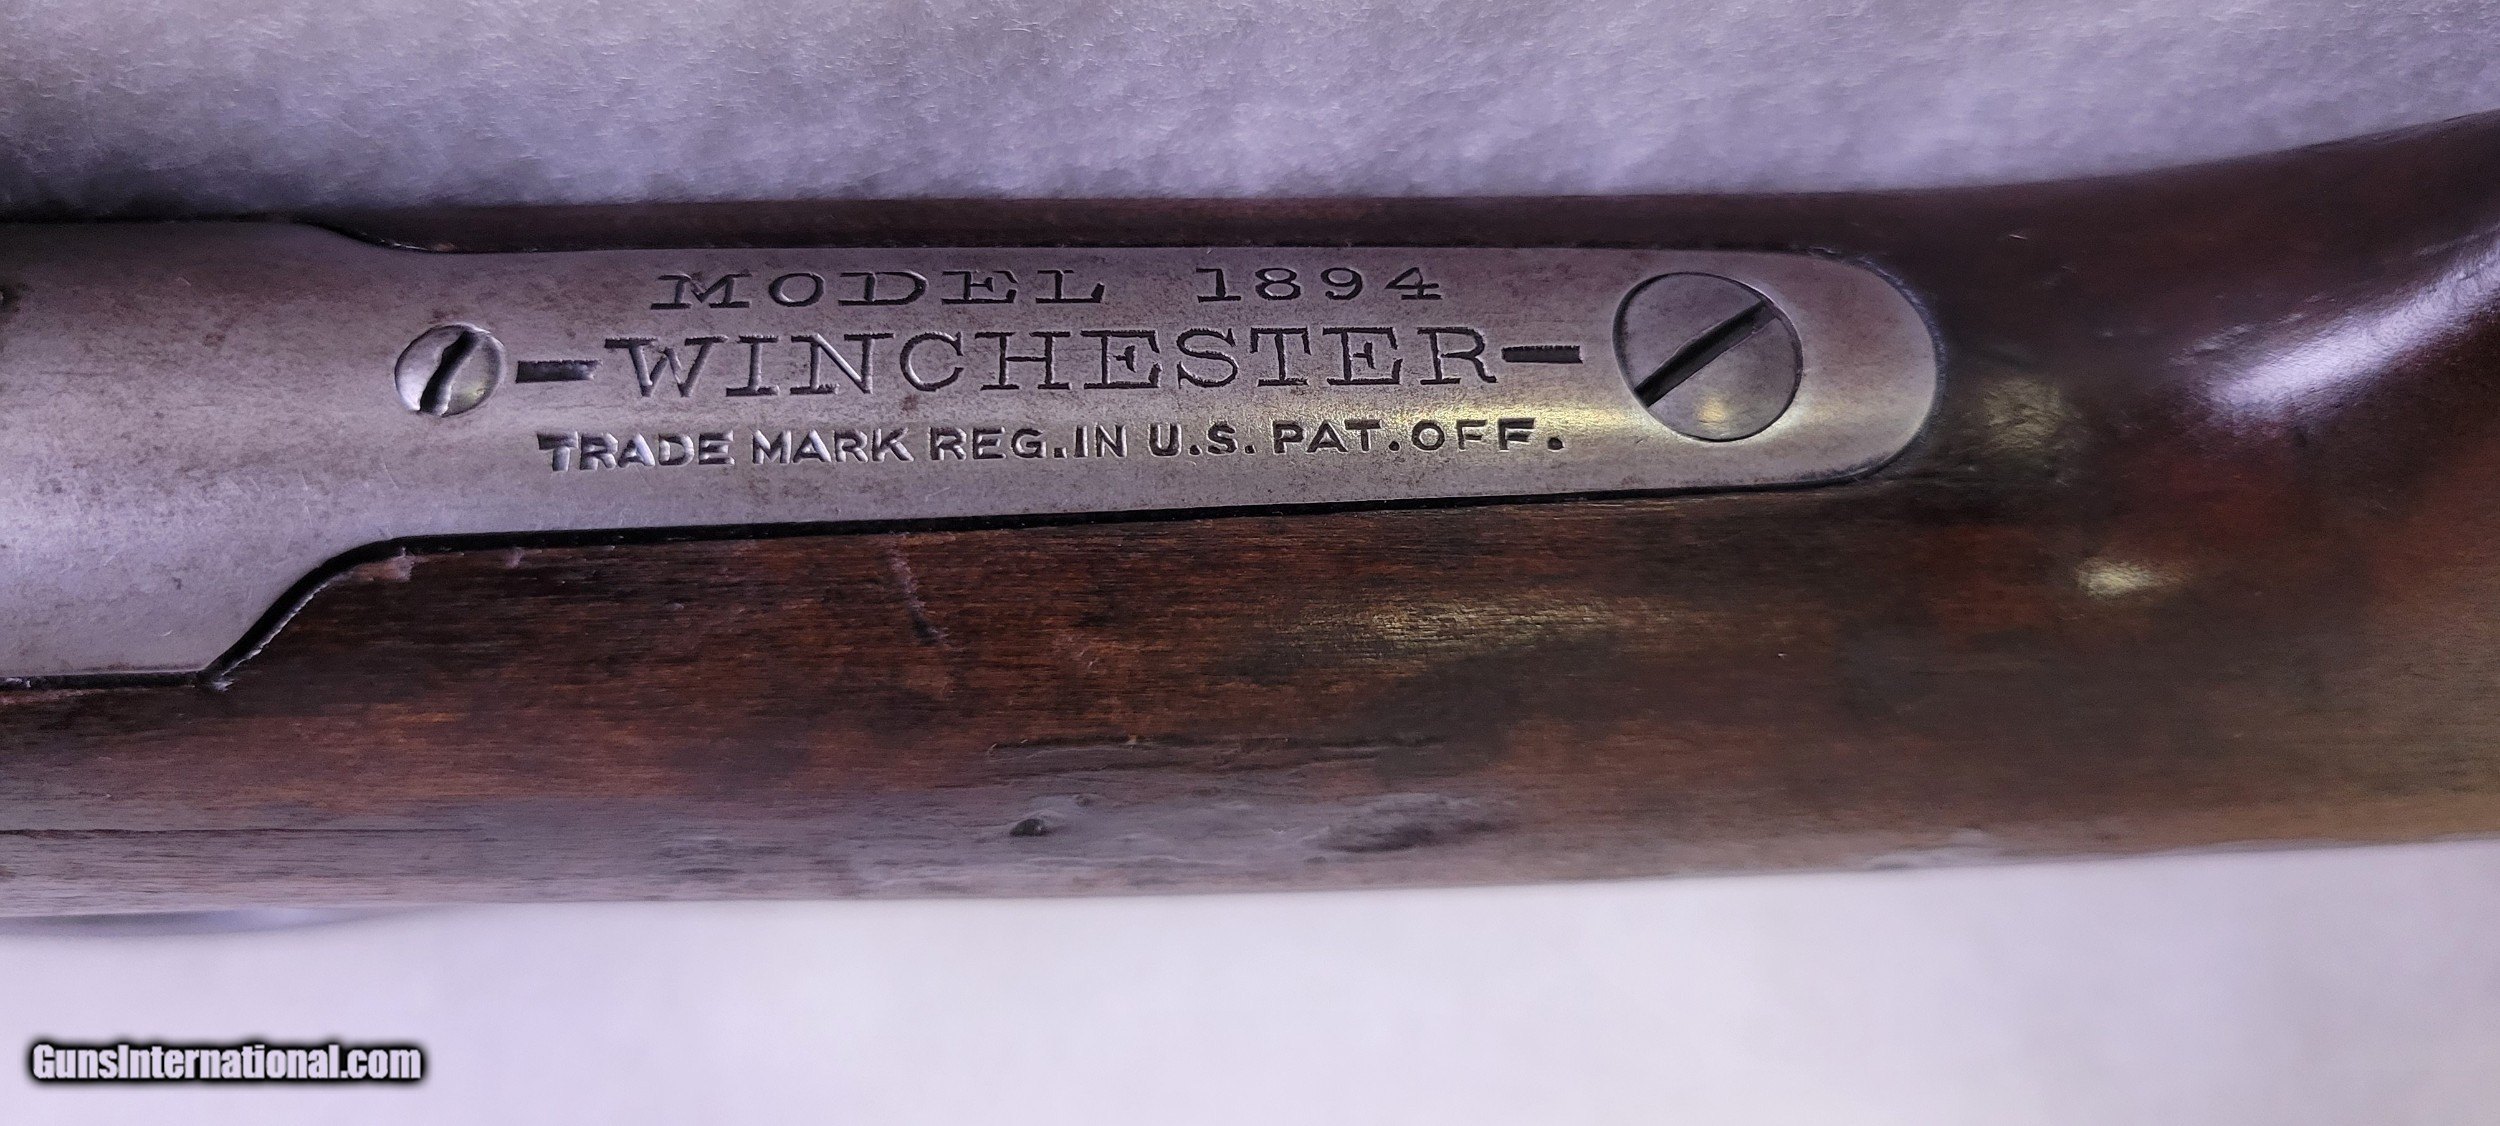 MODEL 1894
-WINCHESTER-
TRADE MARK REG. IN U.S. PAT. OFF.
GunsInternational.com